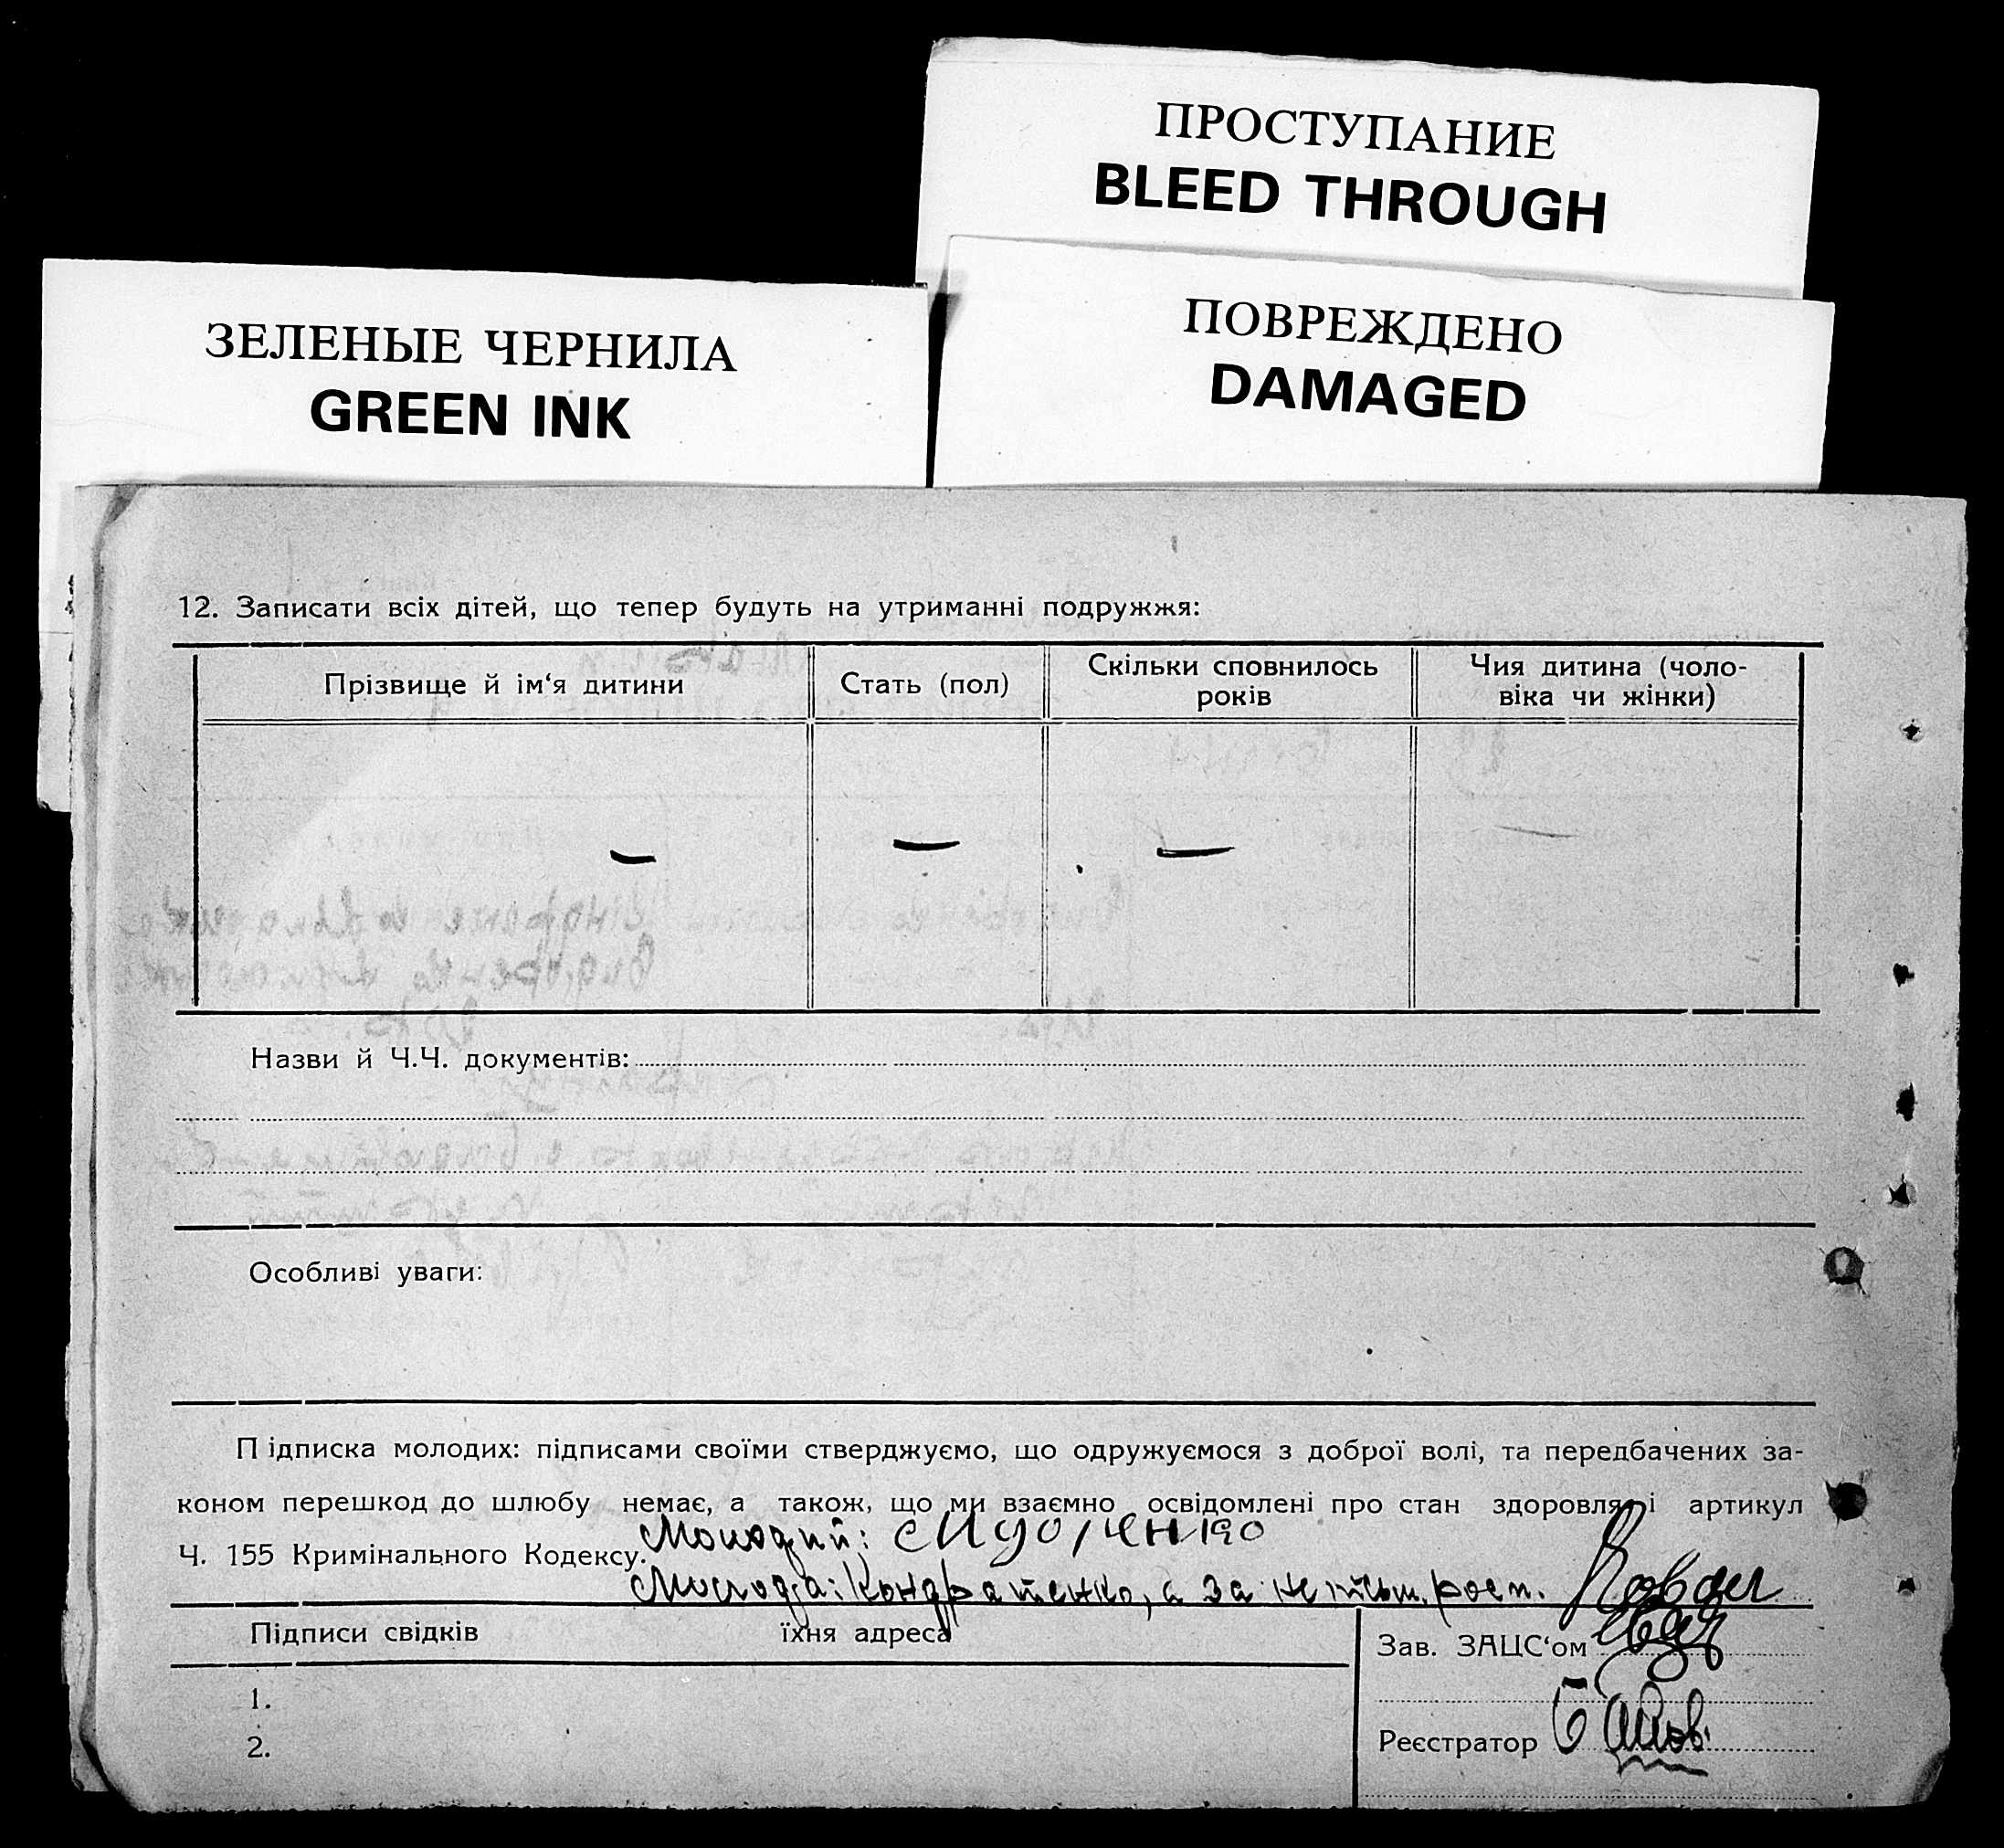 ПРОСТУПАНИЕ
BLEED THROUGH
ПОВРЕЖДЕНО
DAMAGED
ЗЕЛЕНЫЕ ЧЕРНИЛА
GREEN INK
12. Записати всіх дітей, що тепер будуть на утриманні подружжя:
Прізвище й ім‘я дитини
Стать (пол)
Скільки сповнилось
років
Чия дитина (чоло-
віка чи жінки)
— — — —
Назви й Ч.Ч. документів:
Особливі уваги:
Підписка молодих: підписами своїми стверджуємо, що одружуємося з доброї волі, та передбачених за-
коном перешкод до шлюбу немає, а також, що ми взаємно освідомлені про стан здоровля і артикул
Ч. 155 Кримінального Кодексу. Молодий:
Молода: Кондратенко, а за
Підписи свідків їхня адреса
Зав. ЗАЦС‘ом
1.
2.
Реєстратор